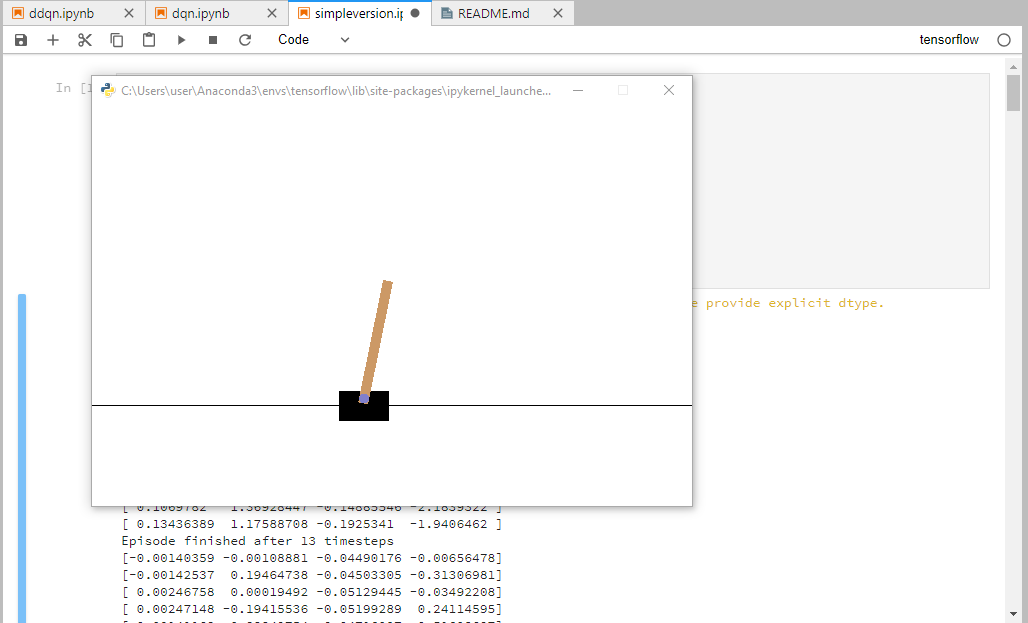 ddqn.ipynb
dqn.ipynb
simpleversion.ip
README.md
Code
tensorflow
In [
C:\Users\user\Anaconda3\envs\tensorflow\lib\site-packages\ipykernel_launche...
e provide explicit dtype.
[ 0.1069782 1.36928447 -0.14885546 -2.1839322 ]
[ 0.13436389 1.17588708 -0.1925341 -1.9406462 ]
Episode finished after 13 timesteps
[-0.00140359 -0.00108881 -0.04490176 -0.00656478]
[-0.00142537 0.19464738 -0.04503305 -0.31306981]
[ 0.00246758 0.00019492 -0.05129445 -0.03492208]
[ 0.00247148 -0.19415536 -0.05199289 0.24114595]